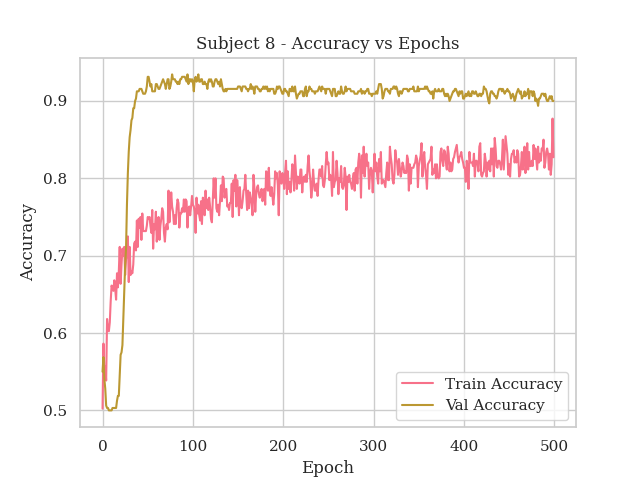 Subject 8 - Accuracy vs Epochs
Accuracy
0.9
0.8
0.7
0.6
0.5
0 100 200 300 400 500
Epoch
Train Accuracy
Val Accuracy